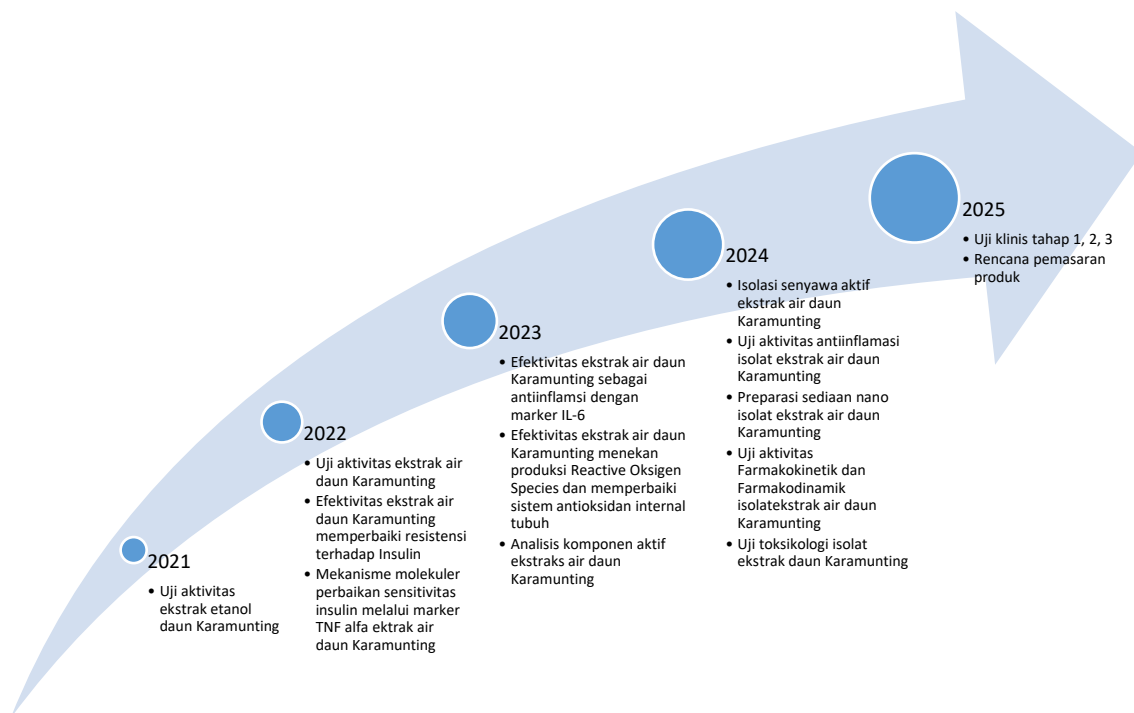 2021
• Uji aktivitas
ekstrak etanol
daun Karamunting
2022
• Uji aktivitas ekstrak air
daun Karamunting
• Efektivitas ekstrak air
daun Karamunting
memperbaiki resistensi
terhadap Insulin
• Mekanisme molekuler
perbaikan sensitivitas
insulin melalui marker
TNF alfa ektrak air
daun Karamunting
2023
• Efektivitas ekstrak air daun
Karamunting sebagai
antiinflamsi dengan
marker IL-6
• Efektivitas ekstrak air daun
Karamunting menekan
produksi Reactive Oksigen
Species dan memperbaiki
sistem antioksidan internal
tubuh
• Analisis komponen aktif
ekstraks air daun
Karamunting
2024
• Isolasi senyawa aktif
ekstrak air daun
Karamunting
• Uji aktivitas antiinflamasi
isolat ekstrak air daun
Karamunting
• Preparasi sediaan nano
isolat ekstrak air daun
Karamunting
• Uji aktivitas
Farmakokinetik dan
Farmakodinamik
isolatekstrak air daun
Karamunting
• Uji toksikologi isolat
ekstrak daun Karamunting
2025
• Uji klinis tahap 1, 2, 3
• Rencana pemasaran
produk